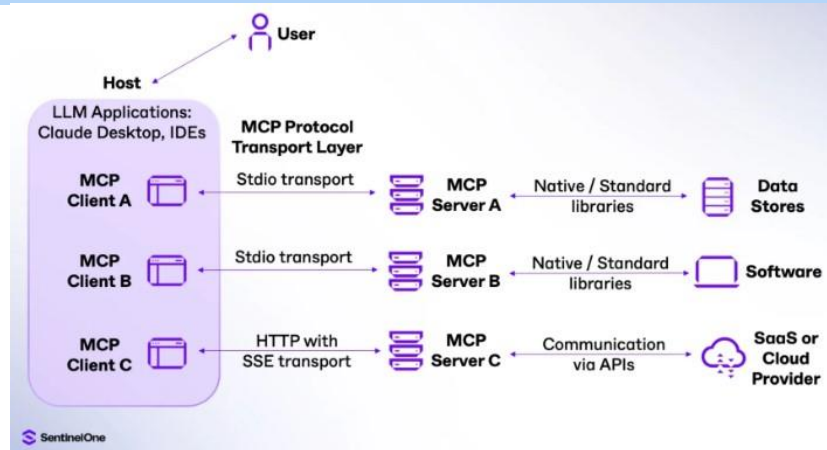 User
Host
LLM Applications:
Claude Desktop, IDEs
MCP Protocol
Transport Layer
MCP
Client A
Stdio transport
MCP
Server A
Native / Standard
libraries
Data
Stores
MCP
Client B
Stdio transport
MCP
Server B
Native / Standard
libraries
Software
MCP
Client C
HTTP with
SSE transport
MCP
Server C
Communication
via APIs
SaaS or
Cloud
Provider
SentinelOne